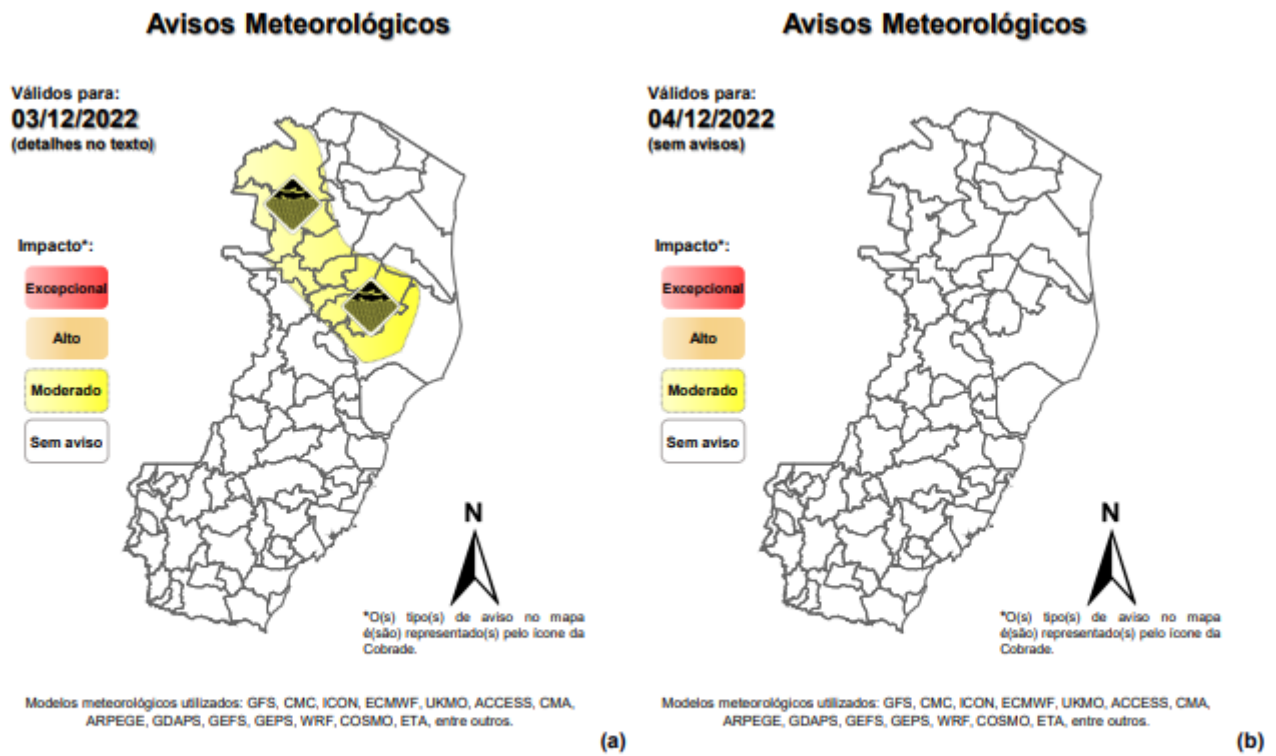 Avisos Meteorológicos
Válidos para:
03/12/2022
(detalhes no texto)
Impacto*:
Excepcional
Alto
Moderado
Sem aviso
N
*O(s) tipo(s) de aviso no mapa
é(são) representado(s) pelo ícone da
Cobrade.
Modelos meteorológicos utilizados: GFS, CMC, ICON, ECMWF, UKMO, ACCESS, CMA,
ARPEGE, GDAPS, GEFS, GEPS, WRF, COSMO, ETA, entre outros.
(a)
Avisos Meteorológicos
Válidos para:
04/12/2022
(sem avisos)
Impacto*:
Excepcional
Alto
Moderado
Sem aviso
N
*O(s) tipo(s) de aviso no mapa
é(são) representado(s) pelo ícone da
Cobrade.
Modelos meteorológicos utilizados: GFS, CMC, ICON, ECMWF, UKMO, ACCESS, CMA,
ARPEGE, GDAPS, GEFS, GEPS, WRF, COSMO, ETA, entre outros.
(b)